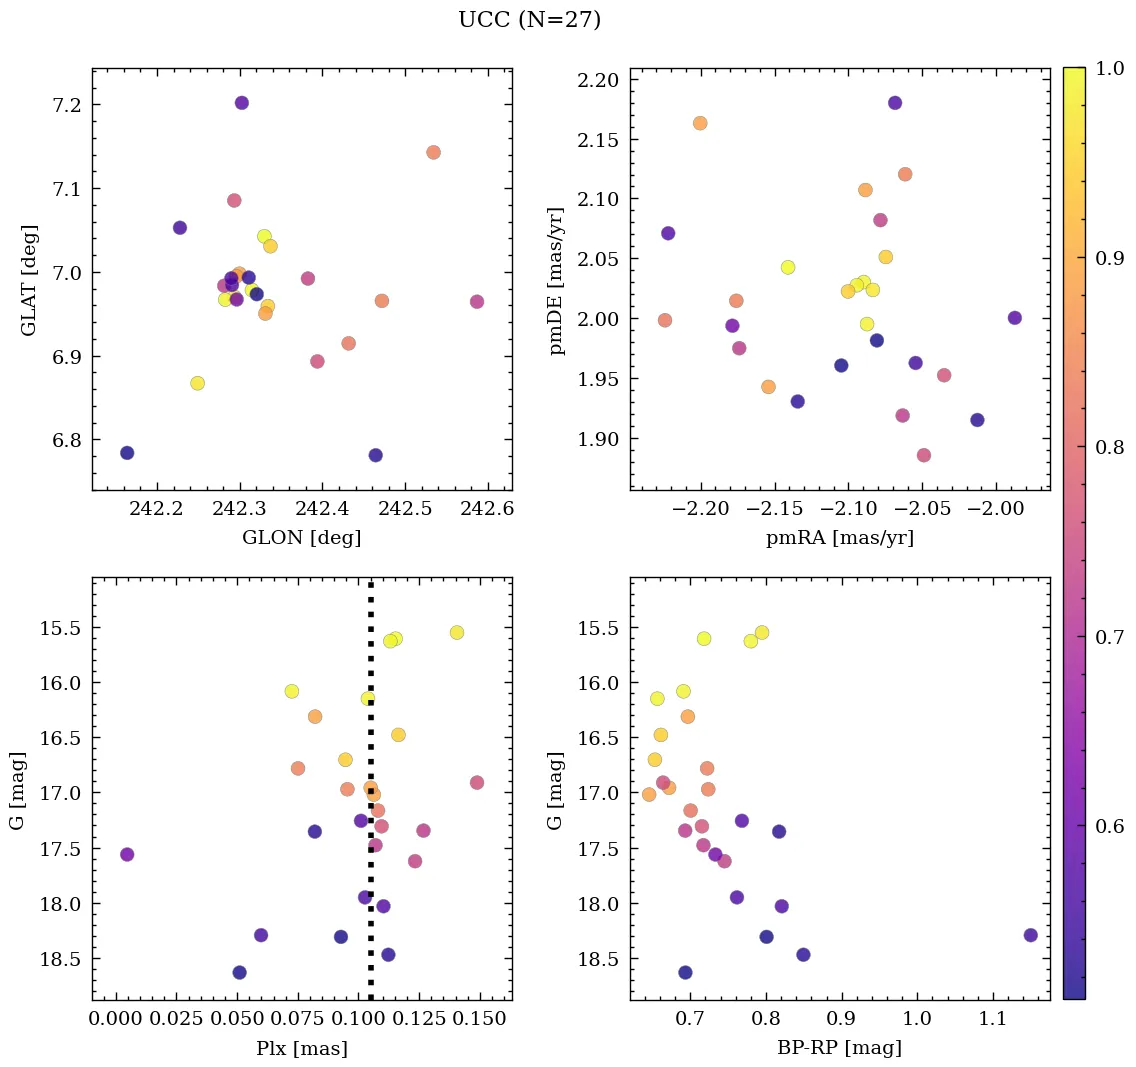 UCC (N=27)
7.2
7.1
7.0
6.9
6.8
GLAT [deg]
242.2 242.3 242.4 242.5 242.6
GLON [deg]
2.20
2.15
2.10
2.05
2.00
1.95
1.90
pmDE [mas/yr]
−2.20 −2.15 −2.10 −2.05 −2.00
pmRA [mas/yr]
1.0
0.9
0.8
0.7
0.6
15.5
16.0
16.5
17.0
17.5
18.0
18.5
G [mag]
0.000 0.025 0.050 0.075 0.100 0.125 0.150
Plx [mas]
15.5
16.0
16.5
17.0
17.5
18.0
18.5
G [mag]
0.7 0.8 0.9 1.0 1.1
BP-RP [mag]